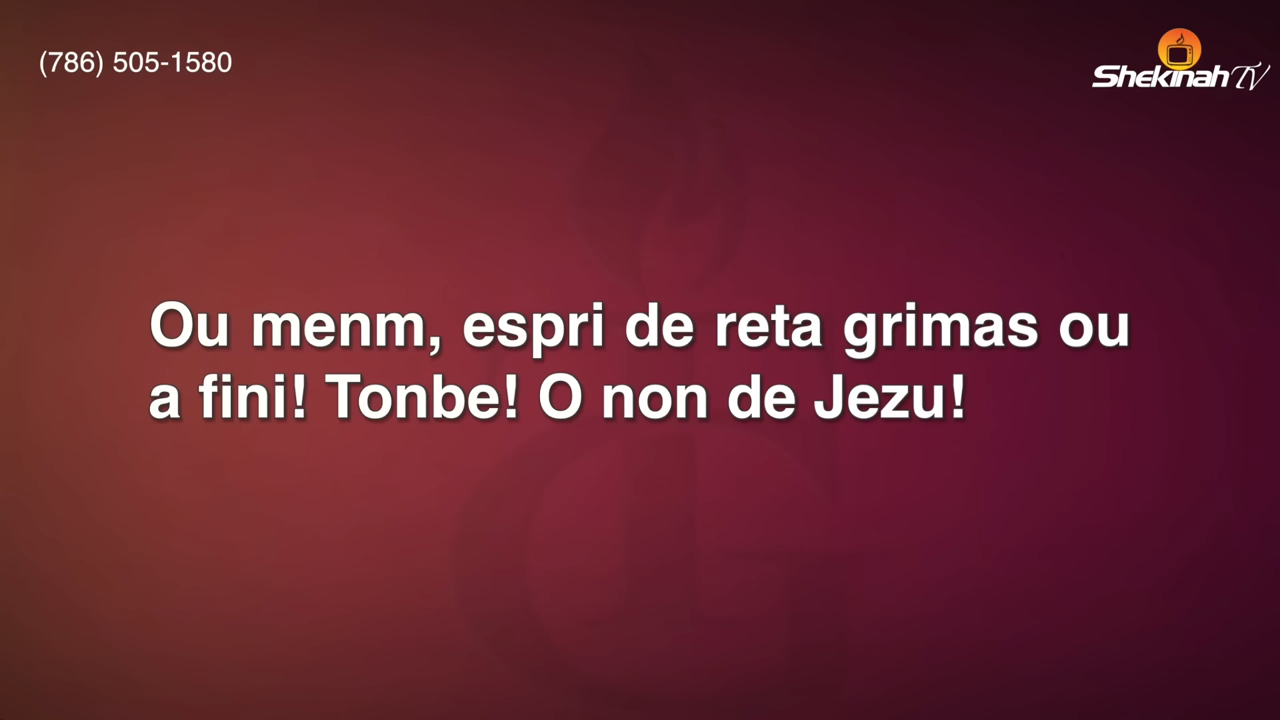 (786) 505-1580
Shekinah TV
Ou menm, espri de reta grimas ou
a fini! Tonbe! O non de Jezu!